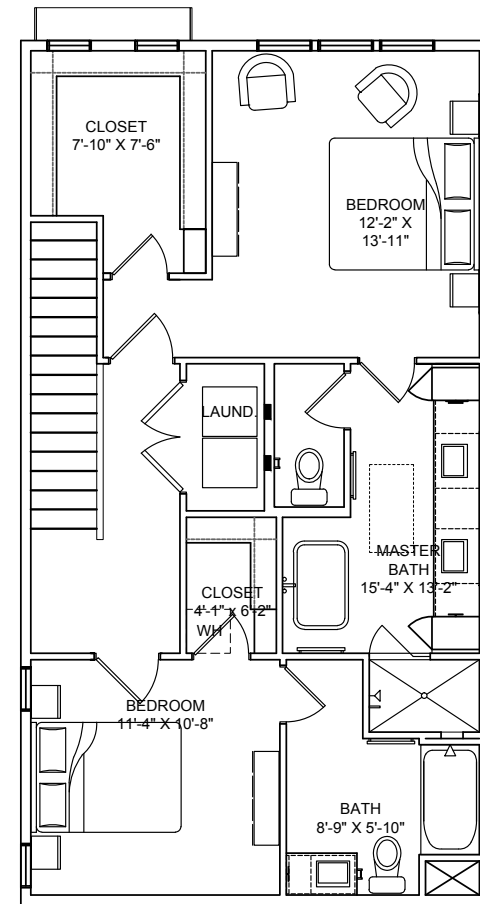 CLOSET
7'-10" X 7'-6"
BEDROOM
12'-2" X
13'-11"
LAUND.
MASTER
BATH
15'-4" X 13'-2"
CLOSET
4'-1" x 6'-2"
WH
BEDROOM
11'-4" X 10'-8"
BATH
8'-9" X 5'-10"